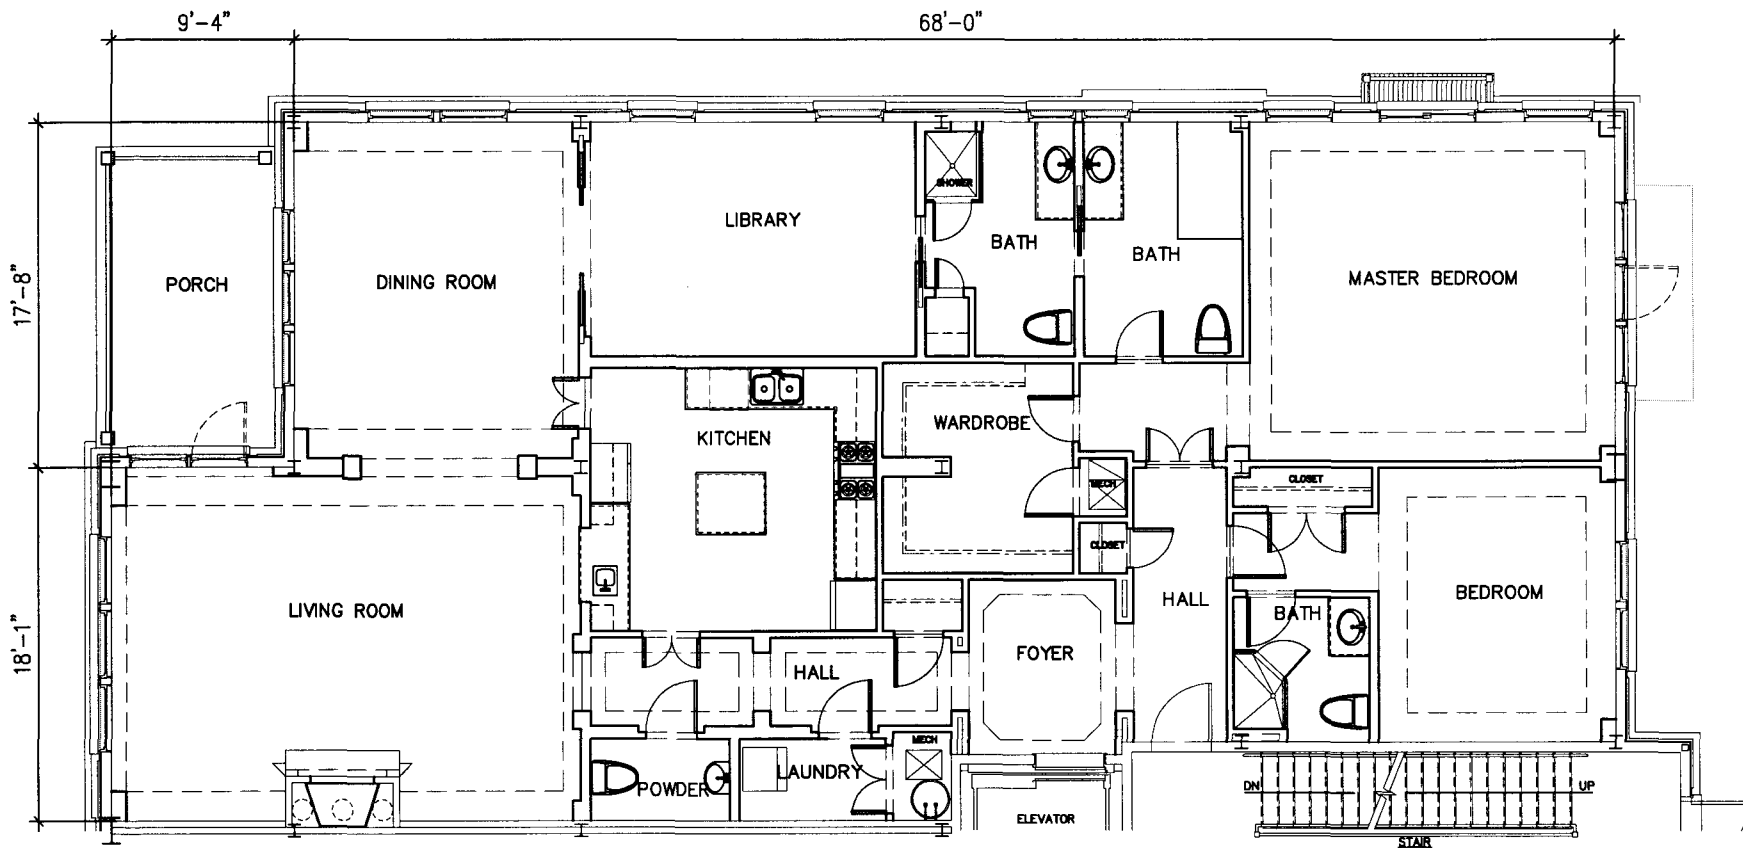 9'-4"
68'-0"
17'-8"
18'-1"
SHOWER
LIBRARY
BATH
BATH
PORCH
DINING ROOM
MASTER BEDROOM
KITCHEN
WARDROBE
MECH
CLOSET
CLOSET
LIVING ROOM
HALL
BATH
BEDROOM
FOYER
HALL
MECH
POWDER
LAUNDRY
ELEVATOR
DN
UP
STAIR